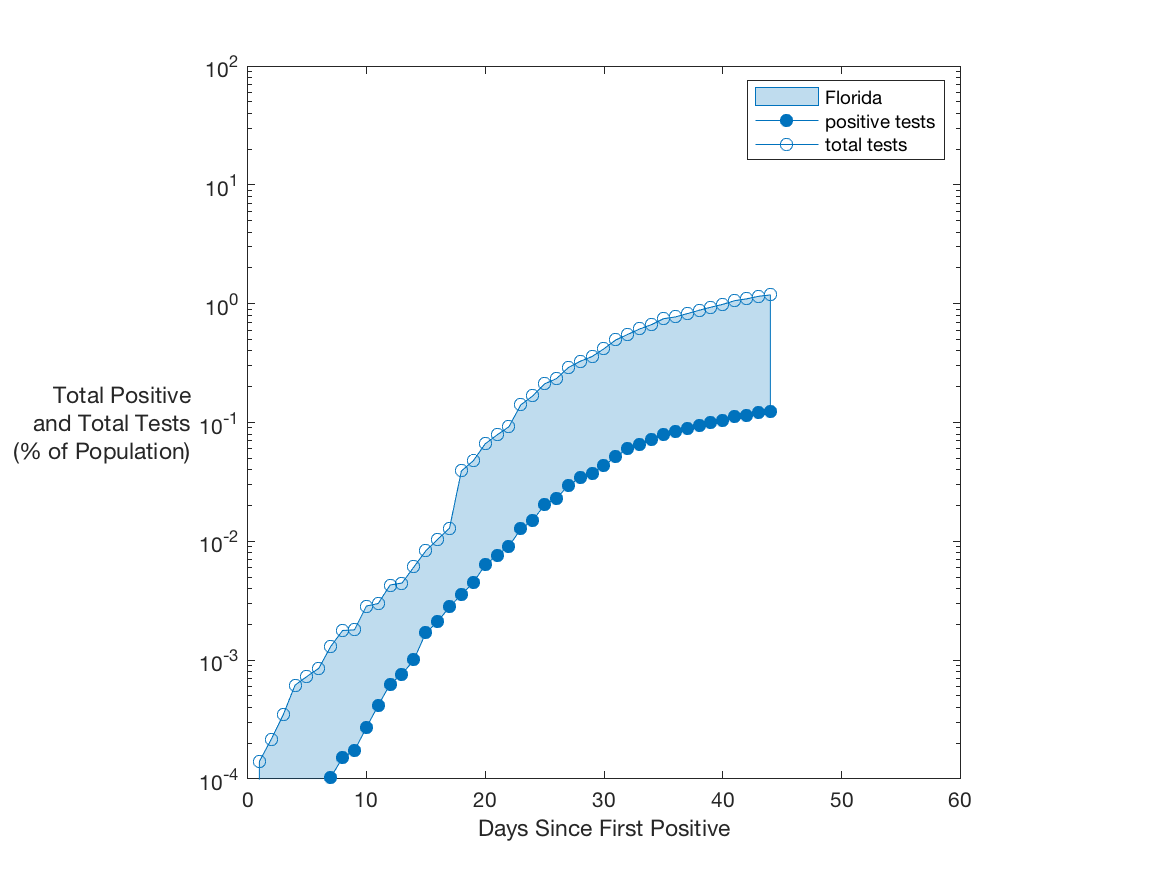 10^2
10^1
10^0
10^-1
10^-2
10^-3
10^-4
Total Positive
and Total Tests
(% of Population)
Florida
positive tests
total tests
0 10 20 30 40 50 60
Days Since First Positive